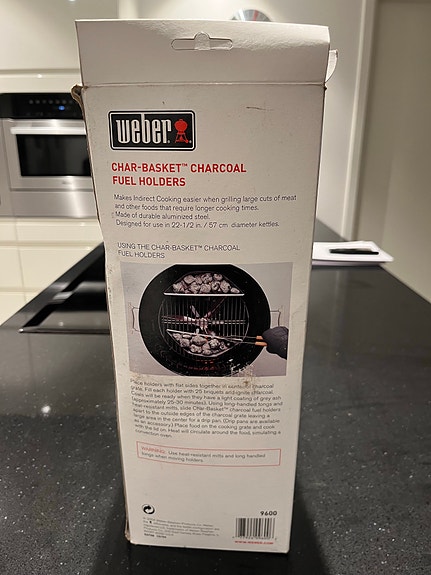 weber
CHAR-BASKET™ CHARCOAL
FUEL HOLDERS
Makes Indirect Cooking easier when grilling large cuts of meat
and other foods that require longer cooking times.
Made of durable aluminized steel.
Designed for use in 22-1/2 in. / 57 cm diameter kettles.
USING THE CHAR-BASKET™ CHARCOAL
FUEL HOLDERS
Place holders with flat sides together in center of charcoal
grate. Fill each holder with 25 briquets and ignite charcoal.
Coals will be ready when they have a light coating of gray ash
(approximately 25-30 minutes). Using long-handled tongs and
heat-resistant mitts, slide Char-Basket™ charcoal fuel holders
apart to the outside edges of the charcoal grate leaving a
large area in the center for a drip pan. (Drip pans are available
as an accessory.) Place food on the cooking grate and cook
with the lid on. Heat will circulate around the food, simulating a
convection oven.
WARNING: Use heat-resistant mitts and long handled
tongs when moving holders.
9600
WWW.WEBER.COM